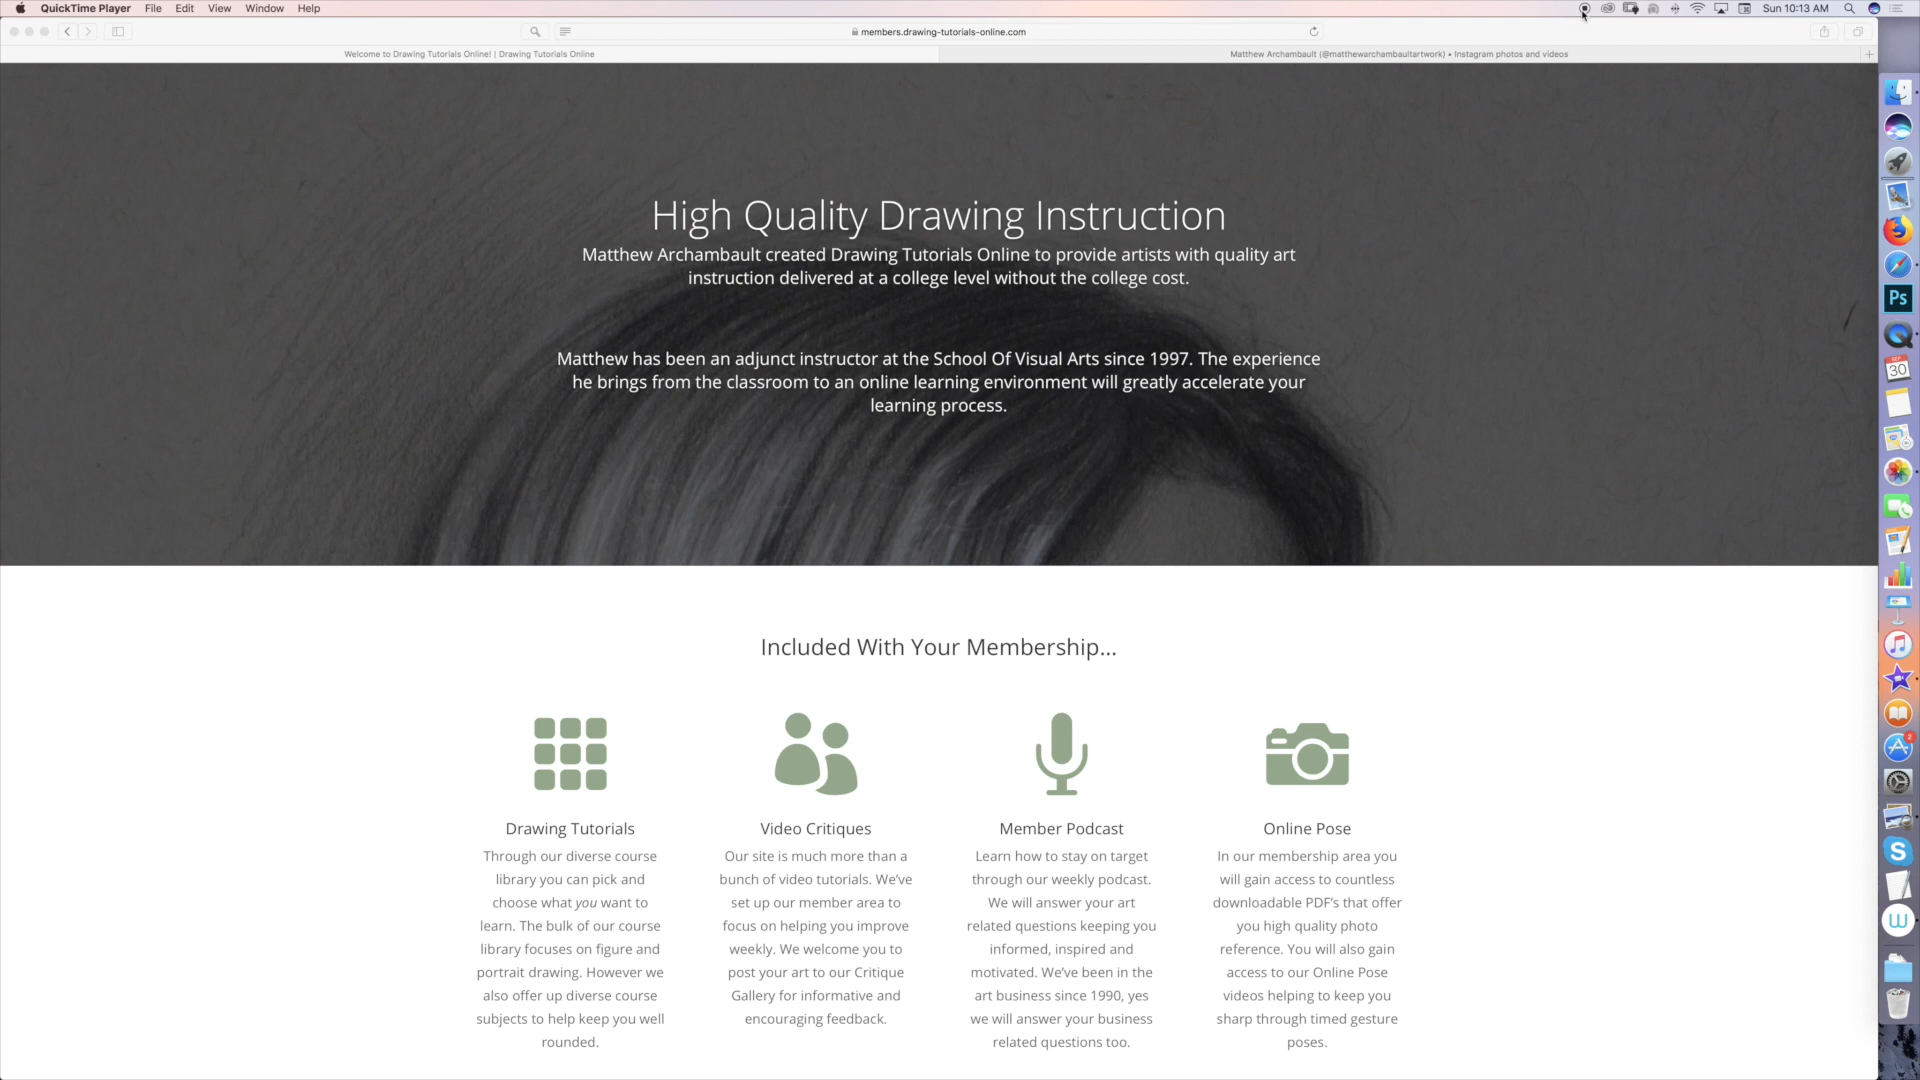 QuickTime Player File Edit View Window Help Sun 10:13 AM
members.drawing-tutorials-online.com
Welcome to Drawing Tutorials Online! | Drawing Tutorials Online
Matthew Archambault (@matthewarchambaultartwork) • Instagram photos and videos
High Quality Drawing Instruction
Matthew Archambault created Drawing Tutorials Online to provide artists with quality art
instruction delivered at a college level without the college cost.
Matthew has been an adjunct instructor at the School Of Visual Arts since 1997. The experience
he brings from the classroom to an online learning environment will greatly accelerate your
learning process.
Included With Your Membership...
Drawing Tutorials
Through our diverse course
library you can pick and
choose what you want to
learn. The bulk of our course
library focuses on figure and
portrait drawing. However we
also offer up diverse course
subjects to help keep you well
rounded.
Video Critiques
Our site is much more than a
bunch of video tutorials. We've
set up our member area to
focus on helping you improve
weekly. We welcome you to
post your art to our Critique
Gallery for informative and
encouraging feedback.
Member Podcast
Learn how to stay on target
through our weekly podcast.
We will answer your art
related questions keeping you
informed, inspired and
motivated. We've been in the
art business since 1990, yes
we will answer your business
related questions too.
Online Pose
In our membership area you
will gain access to countless
downloadable PDF's that offer
you high quality photo
reference. You will also gain
access to our Online Pose
videos helping to keep you
sharp through timed gesture
poses.
Ps
SEP
30
2
S
W